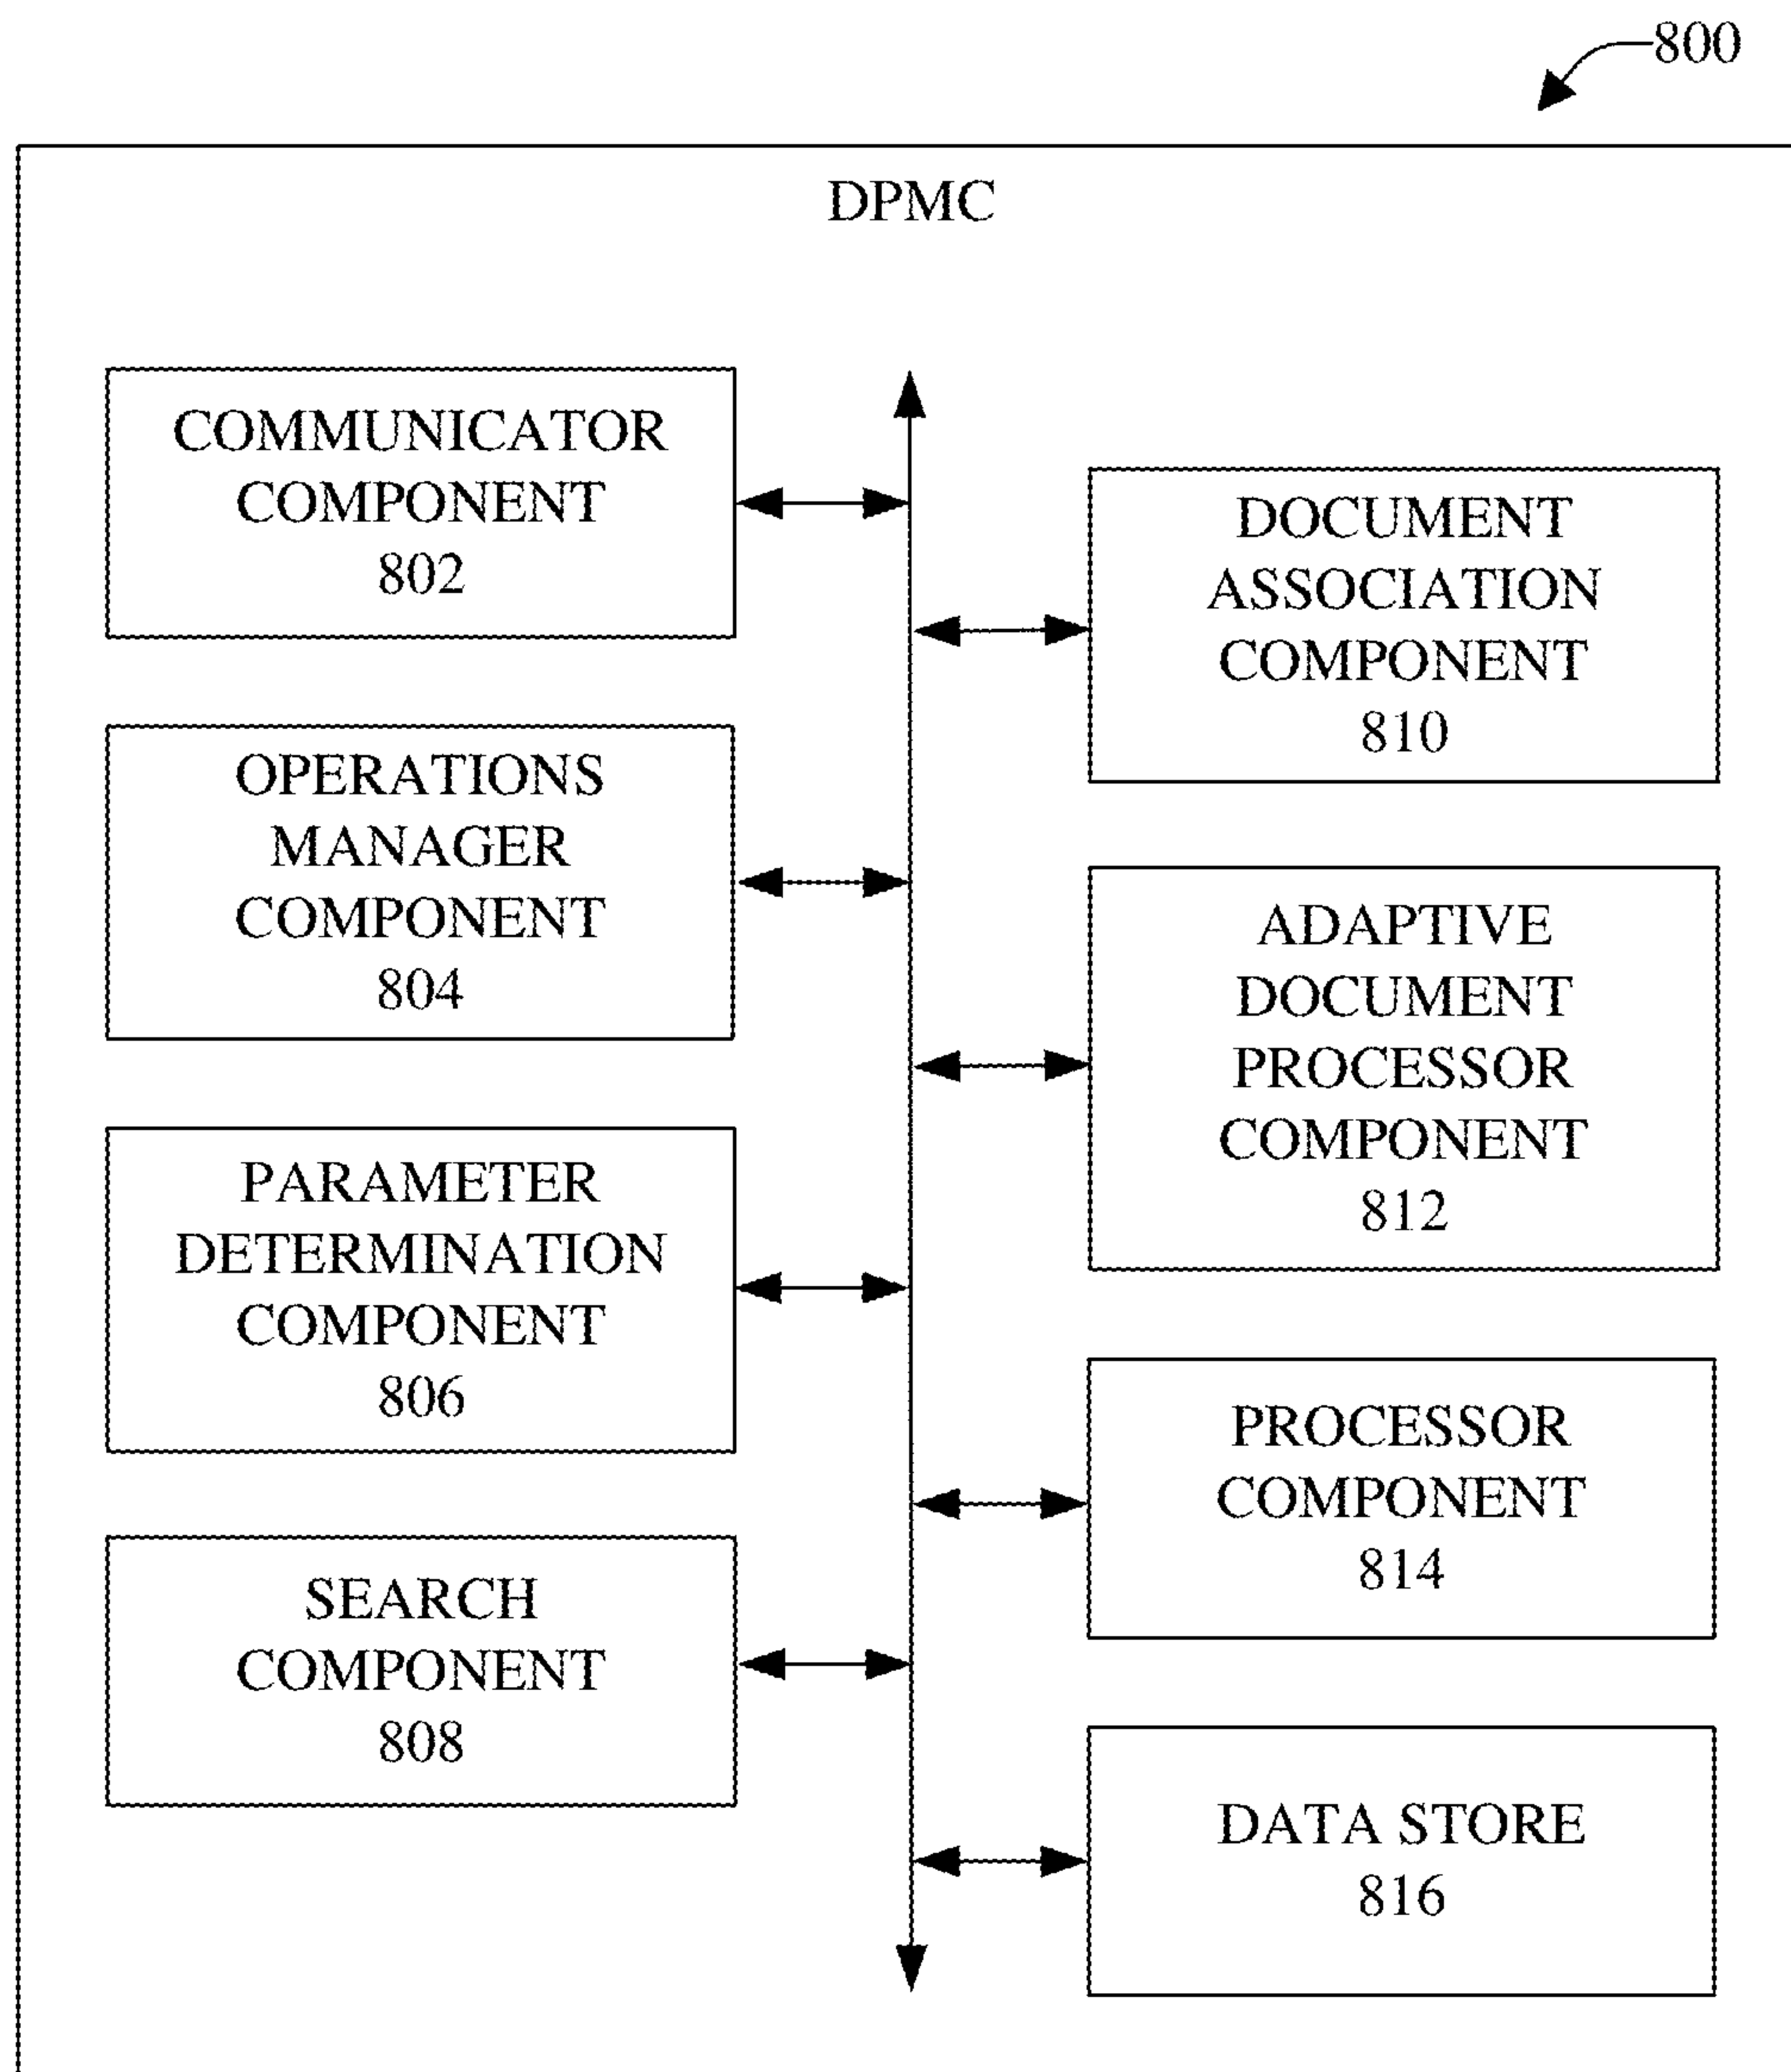 800
DPMC
COMMUNICATOR
COMPONENT
802
OPERATIONS
MANAGER
COMPONENT
804
PARAMETER
DETERMINATION
COMPONENT
806
SEARCH
COMPONENT
808
DOCUMENT
ASSOCIATION
COMPONENT
810
ADAPTIVE
DOCUMENT
PROCESSOR
COMPONENT
812
PROCESSOR
COMPONENT
814
DATA STORE
816